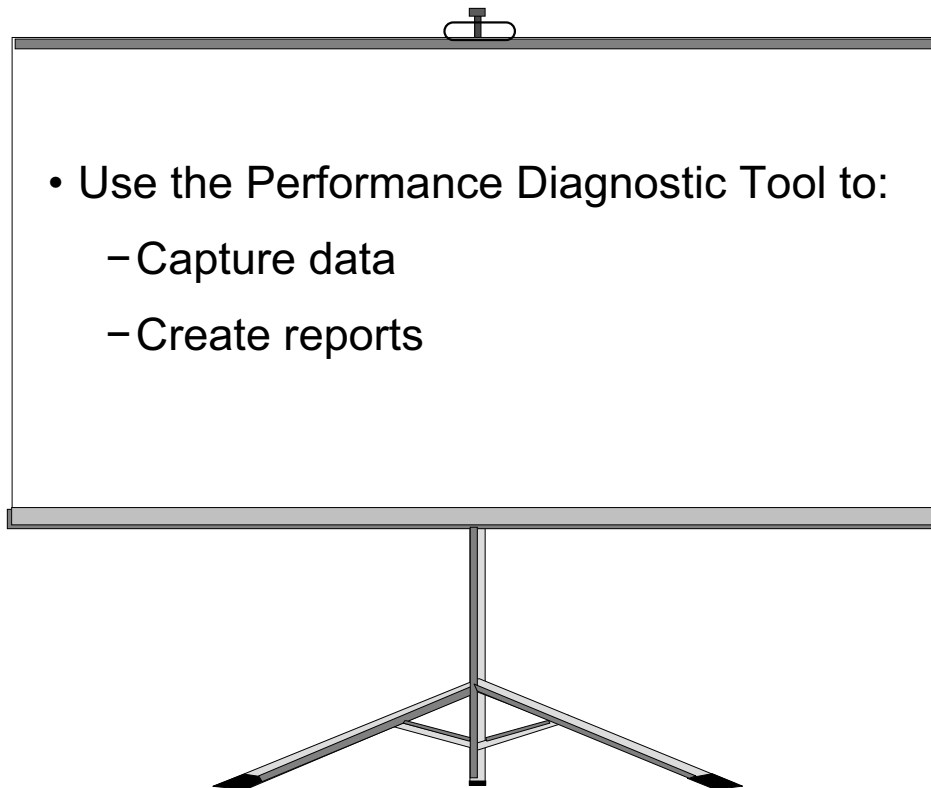 • Use the Performance Diagnostic Tool to:
–Capture data
–Create reports